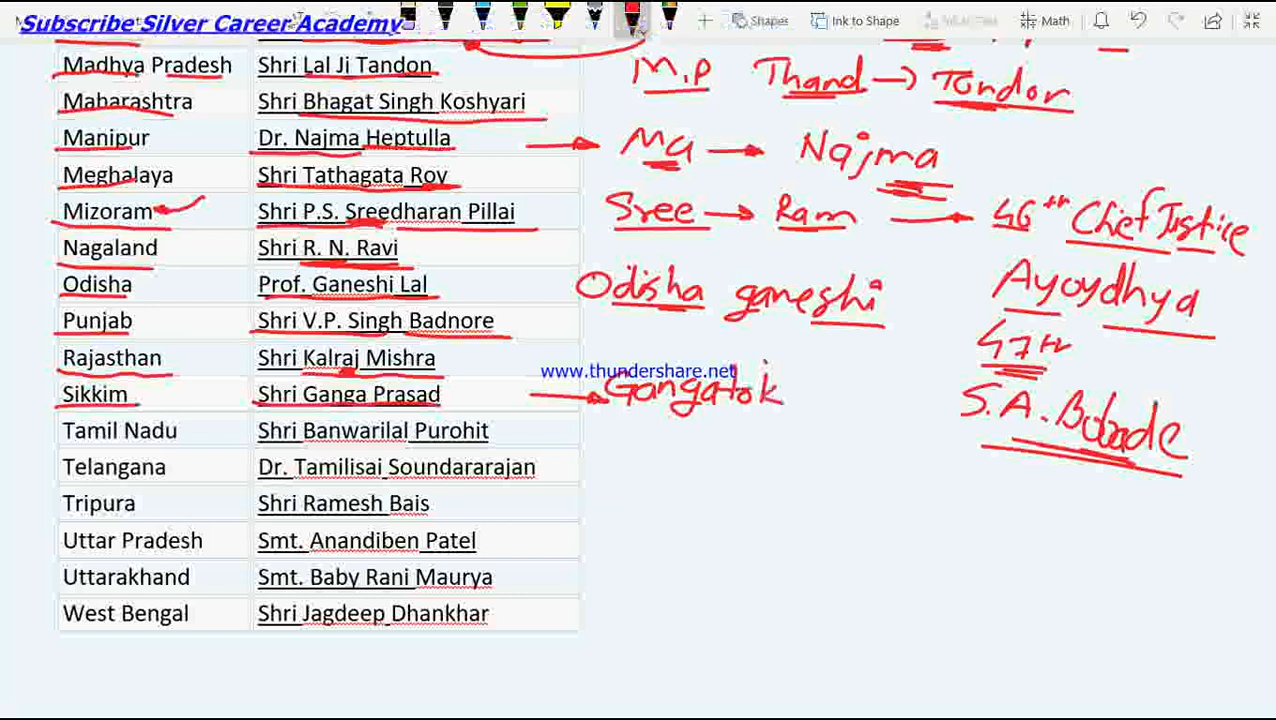 Subscribe Silver Career Academy
Shapes Ink to Shape Math
Madhya Pradesh Shri Lal Ji Tandon M.P Thand → Tandon
Maharashtra Shri Bhagat Singh Koshyari
Manipur Dr. Najma Heptulla → Ma → Najma
Meghalaya Shri Tathagata Roy
Mizoram Shri P.S. Sreedharan Pillai Sree → Ram → 46th Chief Justice
Nagaland Shri R. N. Ravi Ayoydhya
Odisha Prof. Ganeshi Lal Odisha ganeshi
Punjab Shri V.P. Singh Badnore 47th
Rajasthan Shri Kalraj Mishra
www.thundershare.net
Sikkim Shri Ganga Prasad → Gangatok S.A. Bobade
Tamil Nadu Shri Banwarilal Purohit
Telangana Dr. Tamilisai Soundararajan
Tripura Shri Ramesh Bais
Uttar Pradesh Smt. Anandiben Patel
Uttarakhand Smt. Baby Rani Maurya
West Bengal Shri Jagdeep Dhankhar